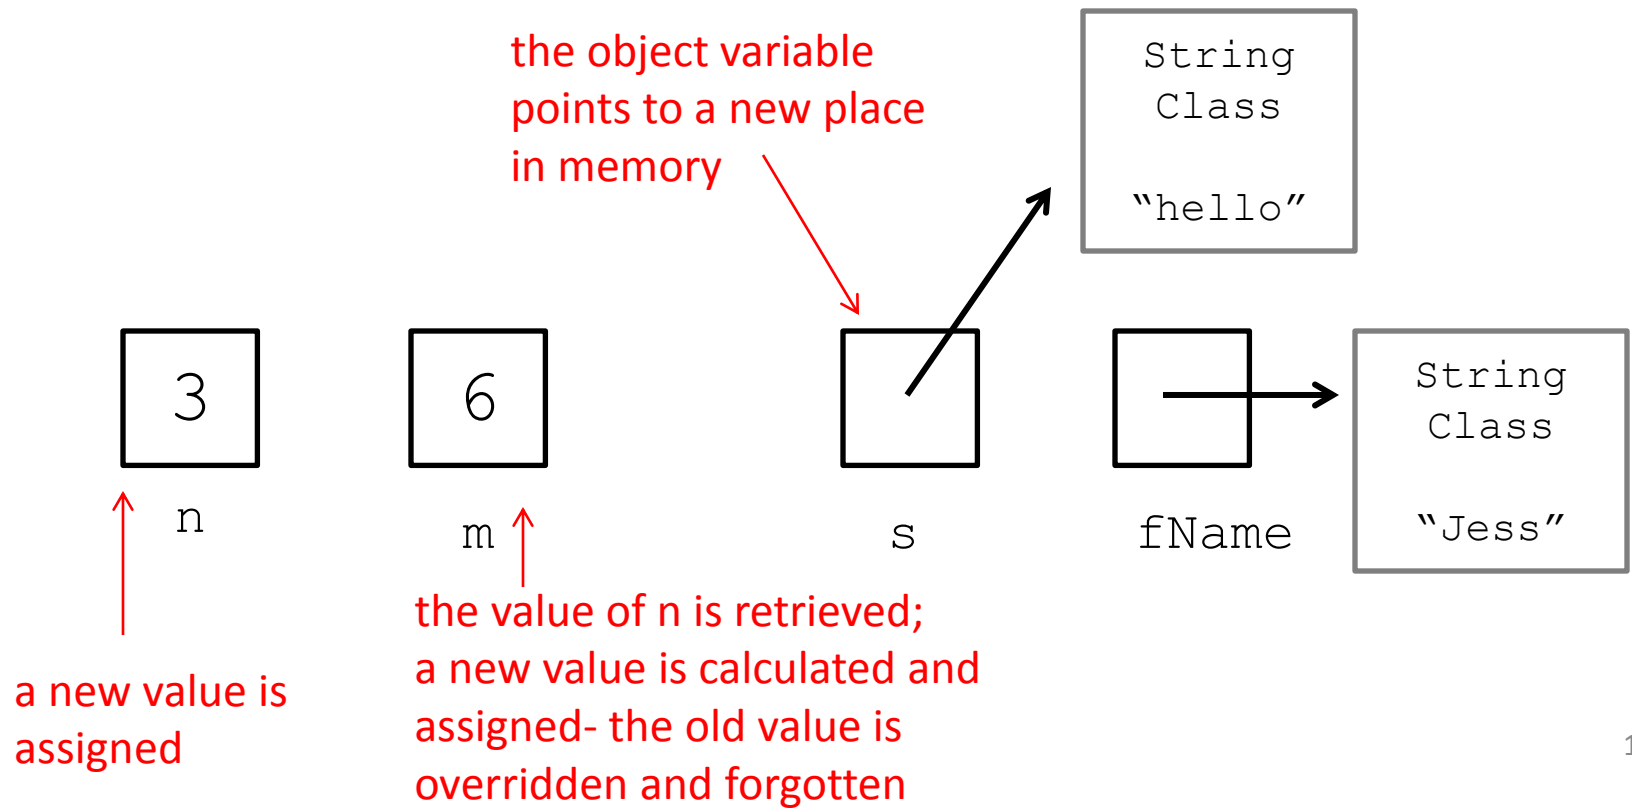 the object variable
points to a new place
in memory
String
Class
“hello”
3
6
String
Class
“Jess”
n
m
s
fName
a new value is
assigned
the value of n is retrieved;
a new value is calculated and
assigned- the old value is
overridden and forgotten